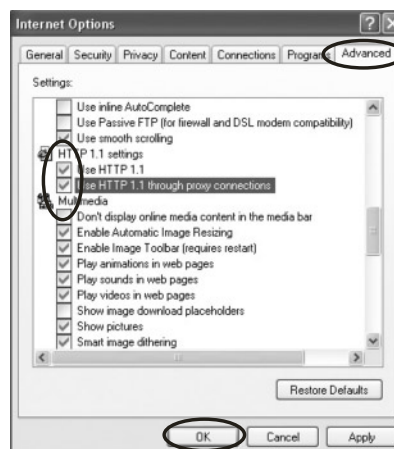 Internet Options
General Security Privacy Content Connections Programs Advanced
Settings:
Use inline AutoComplete
Use Passive FTP (for firewall and DSL modem compatibility)
Use smooth scrolling
HTTP 1.1 settings
Use HTTP 1.1
Use HTTP 1.1 through proxy connections
Multimedia
Don't display online media content in the media bar
Enable Automatic Image Resizing
Enable Image Toolbar (requires restart)
Play animations in web pages
Play sounds in web pages
Play videos in web pages
Show image download placeholders
Show pictures
Smart image dithering
Restore Defaults
OK Cancel Apply